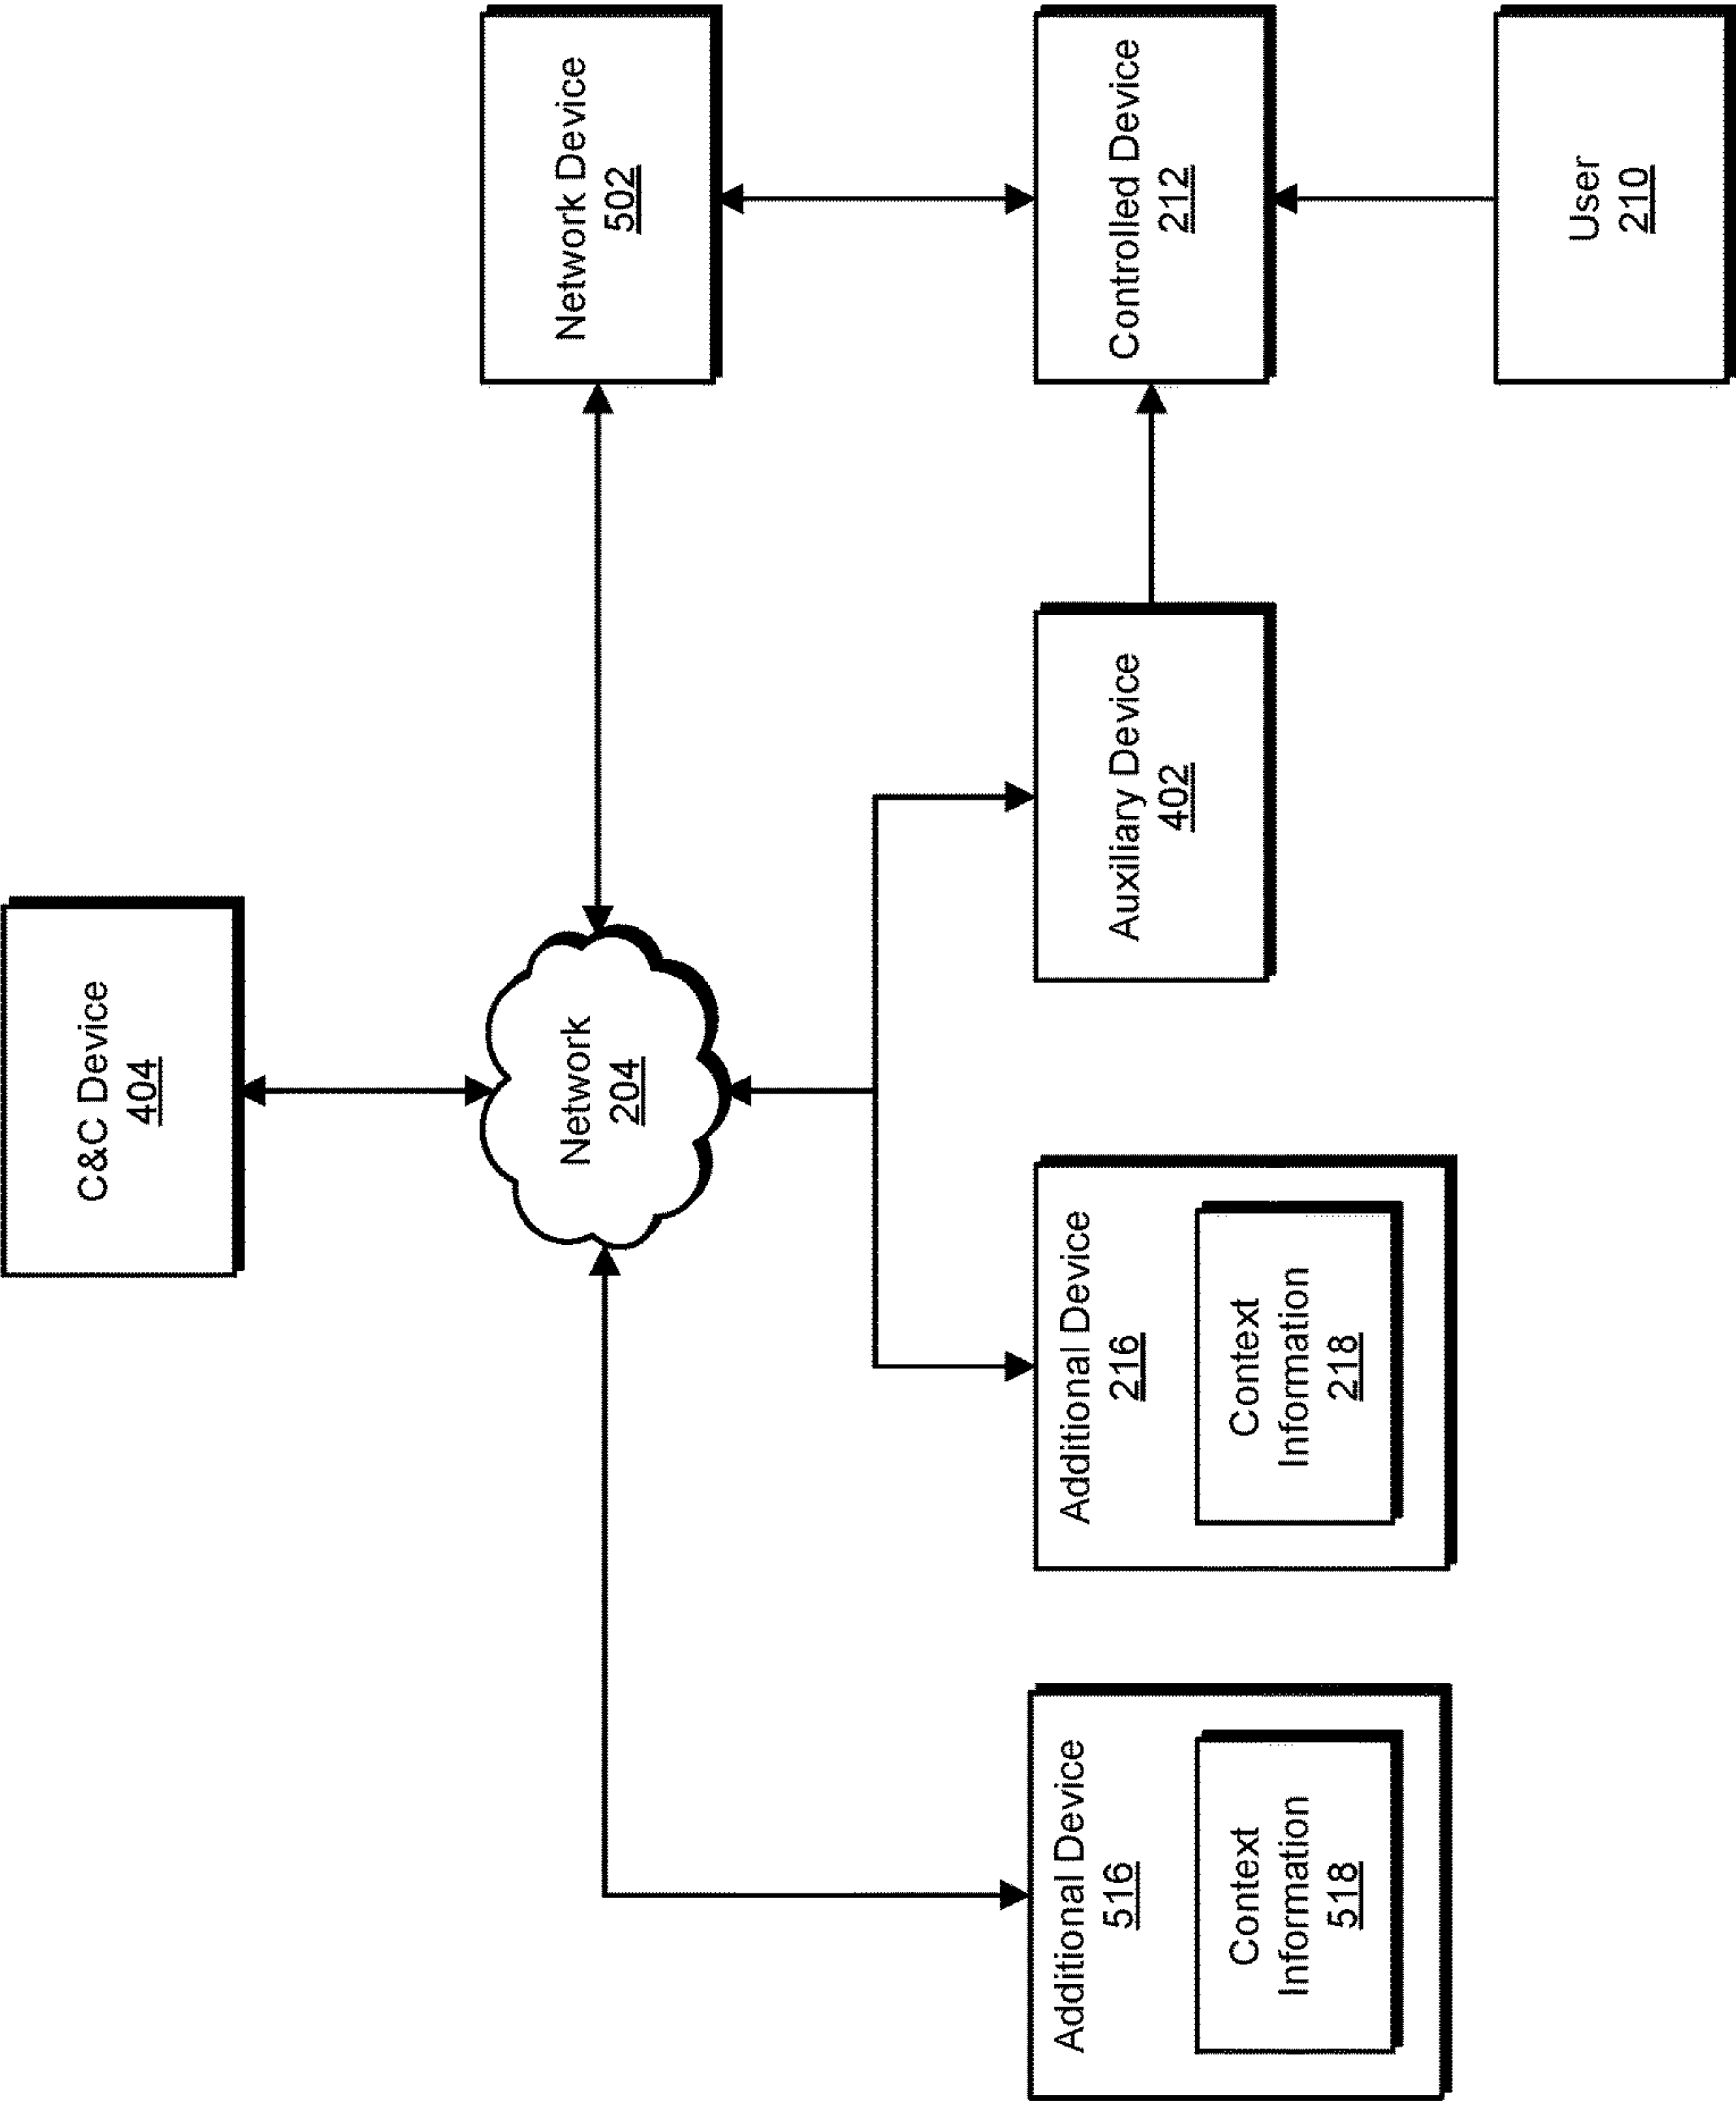 C&C Device
404
Additional Device
516
Context
Information
518
Network
204
Additional Device
216
Context
Information
218
Auxiliary Device
402
Network Device
502
Controlled Device
212
User
210